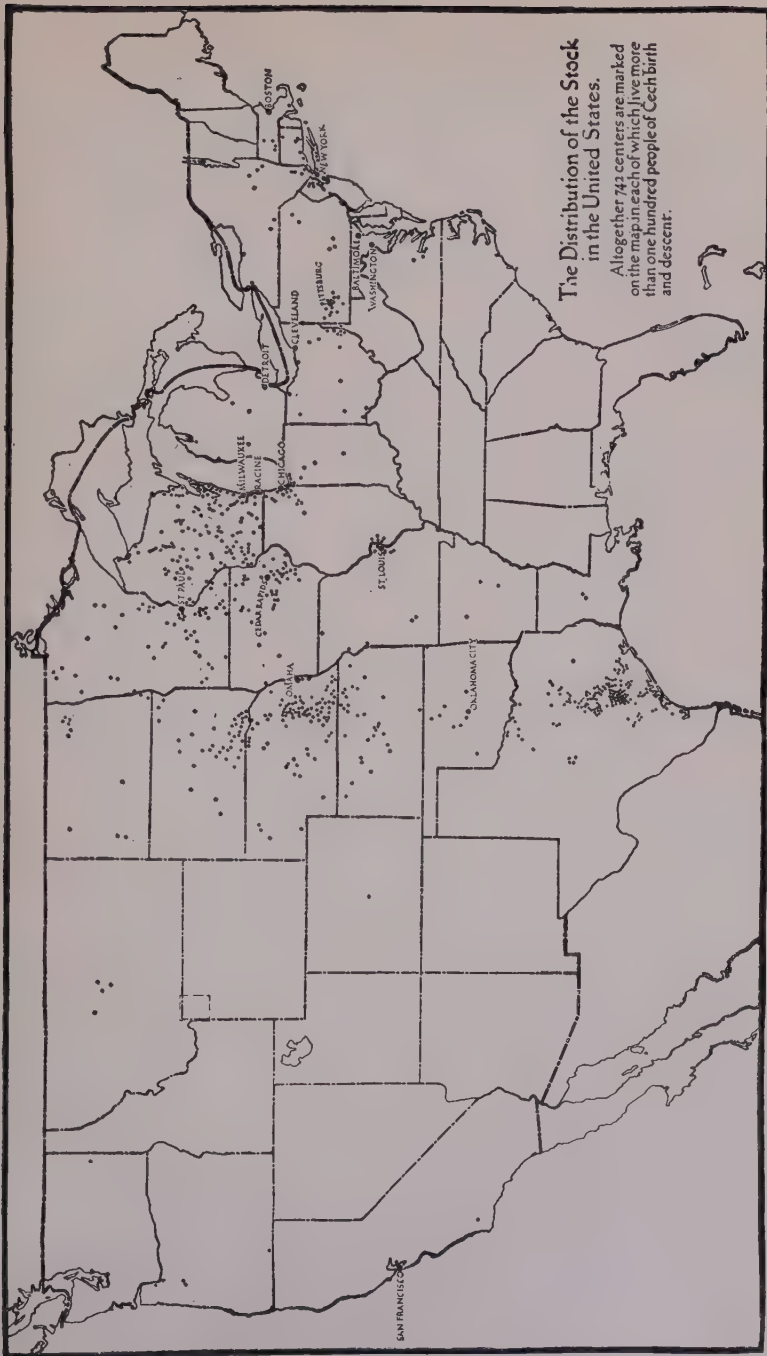 The Distribution of the Stock
in the United States.
Altogether 742 centers are marked
on the map, in each of which live more
than one hundred people of Čech birth
and descent.
BOSTON
NEW YORK
PITTSBURG
BALTIMORE
WASHINGTON
CLEVELAND
DETROIT
MILWAUKEE
RACINE
CHICAGO
ST. PAUL
CEDAR RAPIDS
ST. LOUIS
OMAHA
OKLAHOMA CITY
SAN FRANCISCO